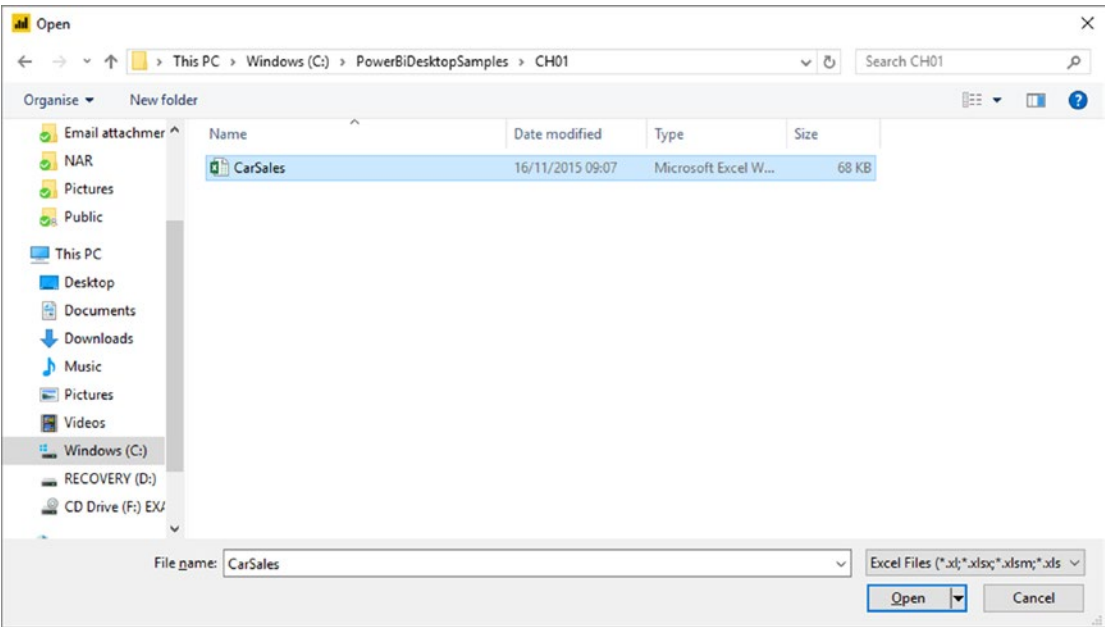 Open
This PC > Windows (C:) > PowerBiDesktopSamples > CH01
Search CH01
Organise
New folder
Name
Date modified
Type
Size
CarSales
16/11/2015 09:07
Microsoft Excel W...
68 KB
Email attachmer
NAR
Pictures
Public
This PC
Desktop
Documents
Downloads
Music
Pictures
Videos
Windows (C:)
RECOVERY (D:)
CD Drive (F:) EXA
File name: CarSales
Excel Files (*.xl;*.xlsx;*.xlsm;*.xls
Open
Cancel